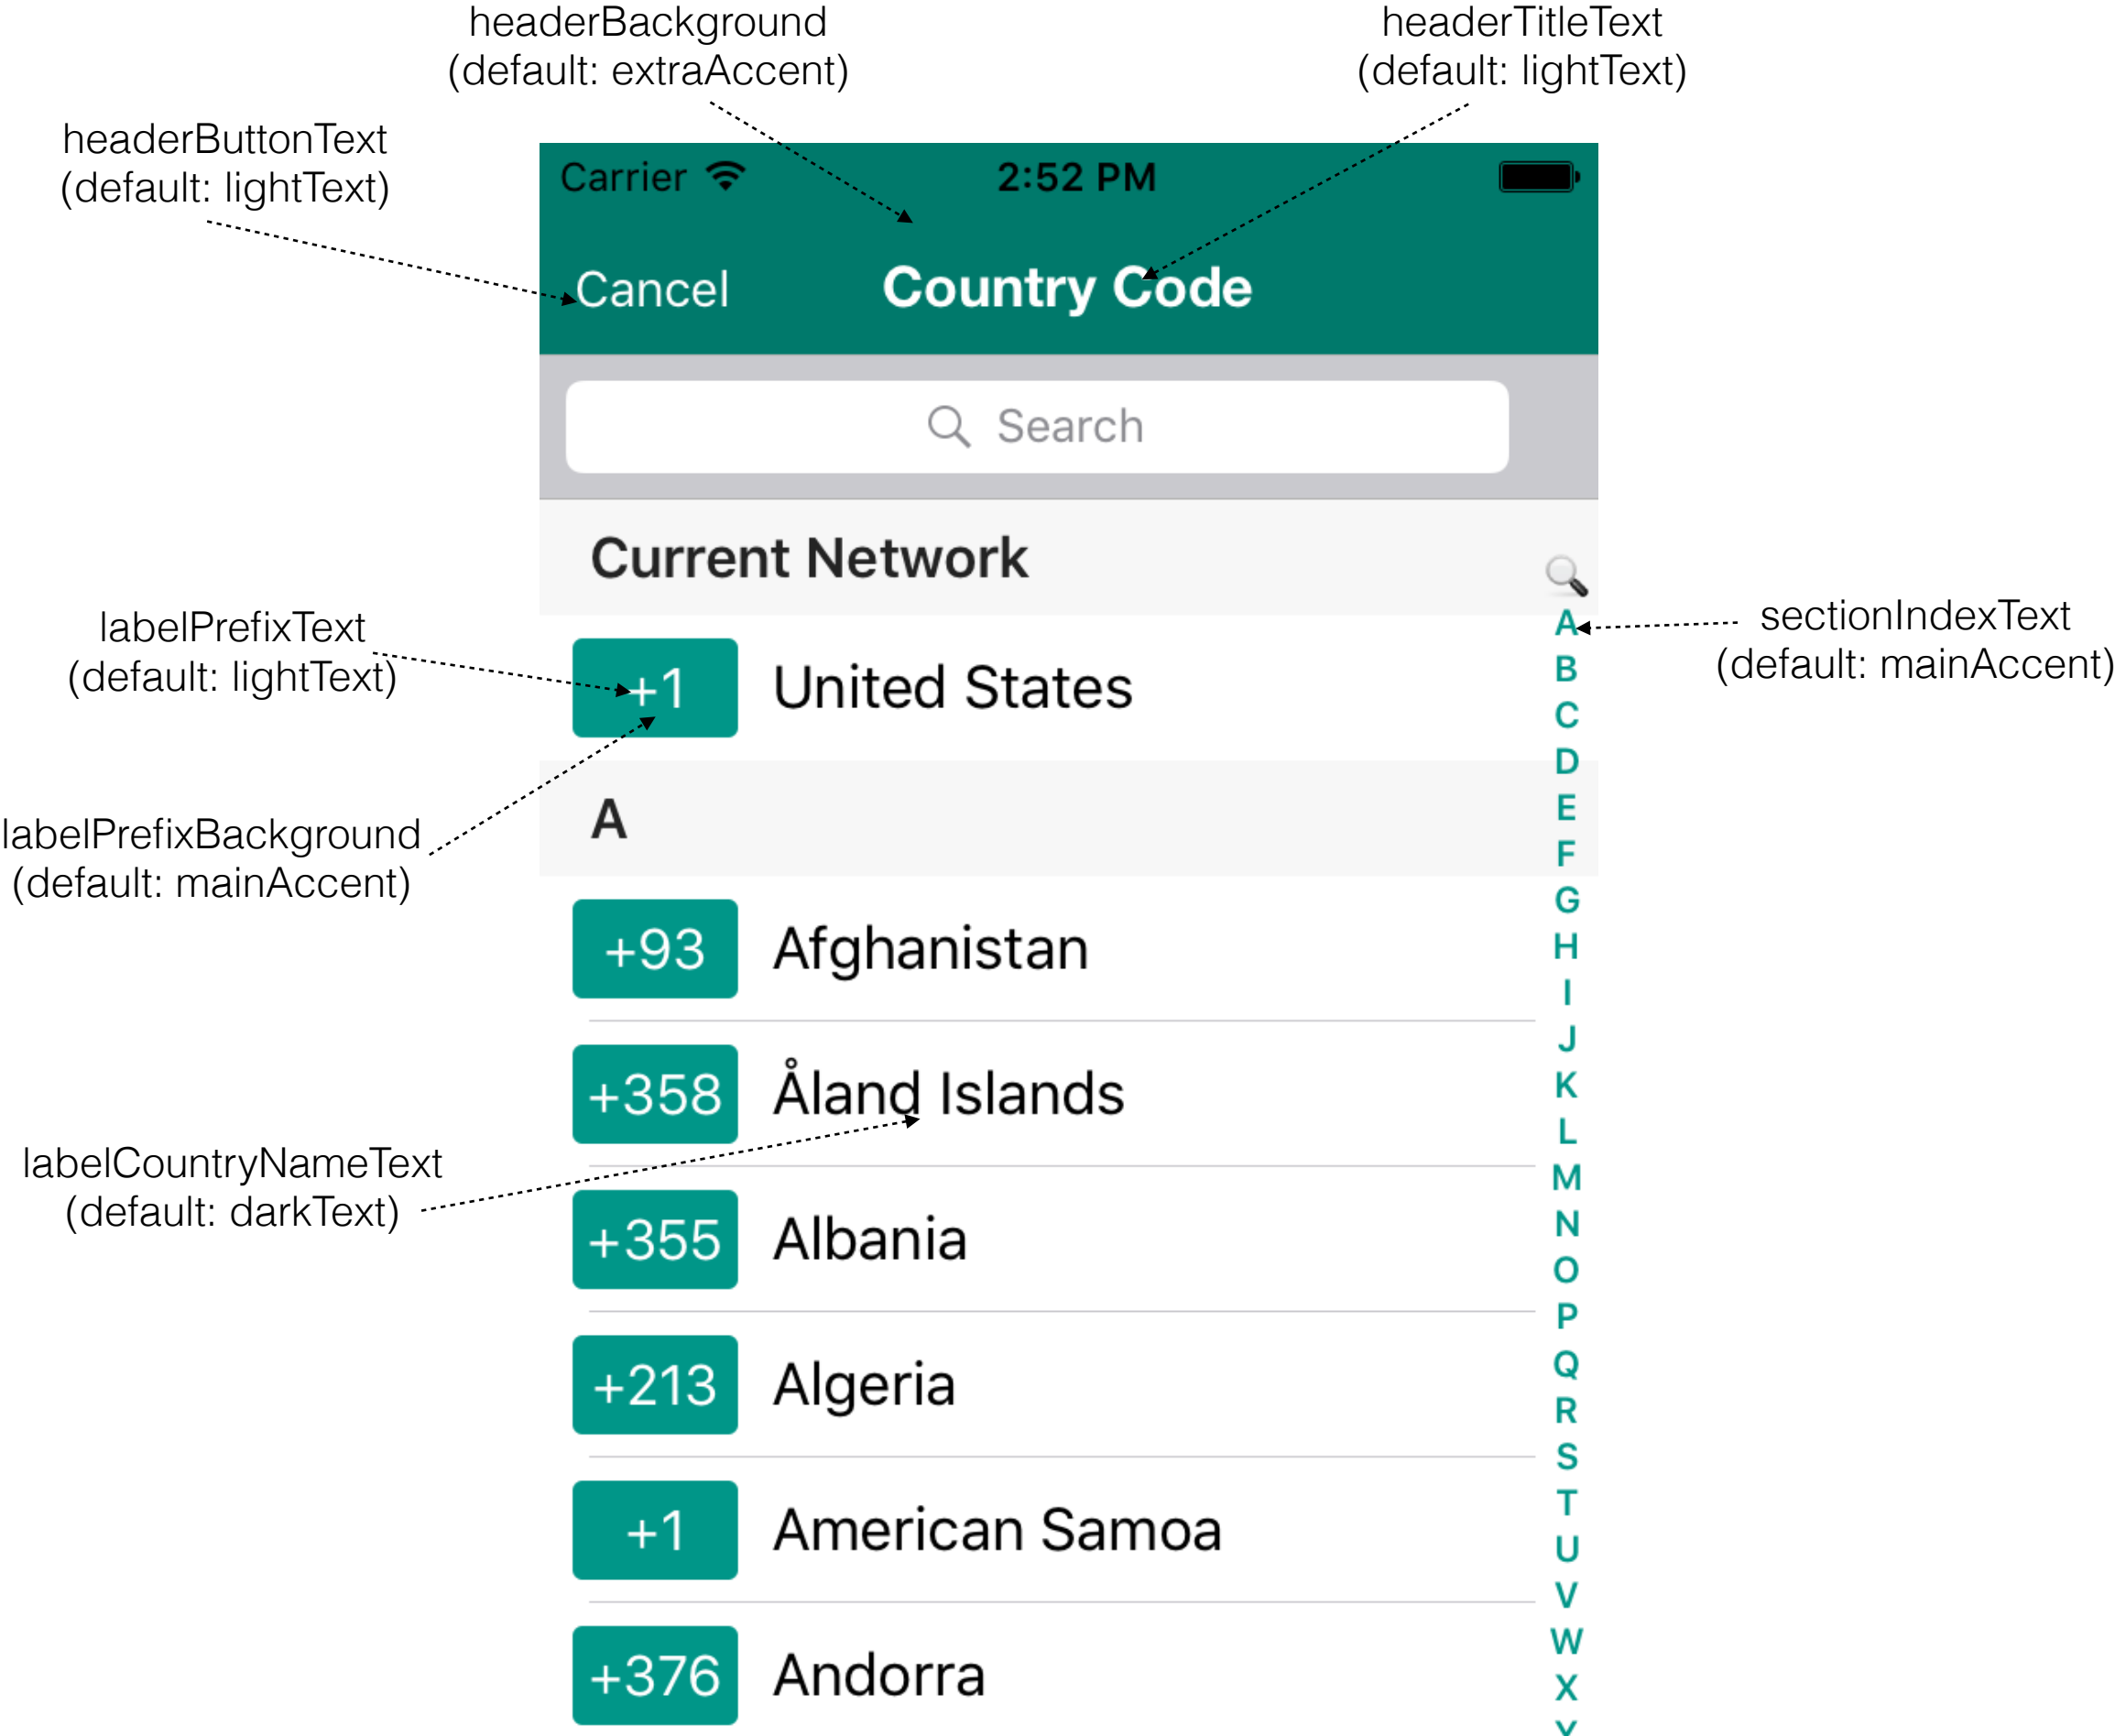 headerBackground
(default: extraAccent)
headerTitleText
(default: lightText)
headerButtonText
(default: lightText)
Carrier 2:52 PM
Cancel Country Code
Search
Current Network
labelPrefixText
(default: lightText)
+1 United States
sectionIndexText
(default: mainAccent)
labelPrefixBackground
(default: mainAccent)
A
+93 Afghanistan
+358 Åland Islands
labelCountryNameText
(default: darkText)
+355 Albania
+213 Algeria
+1 American Samoa
+376 Andorra
A
B
C
D
E
F
G
H
I
J
K
L
M
N
O
P
Q
R
S
T
U
V
W
X
Y